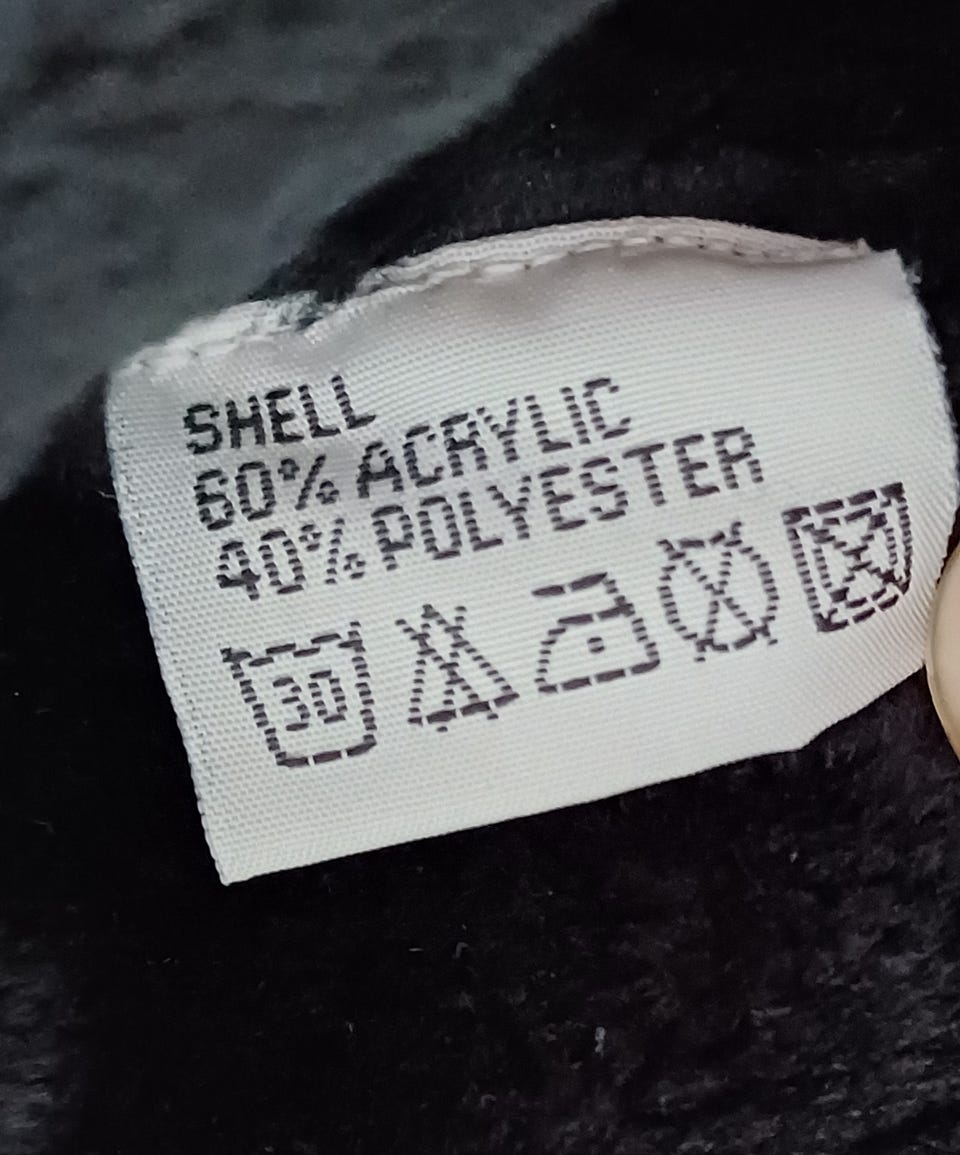 SHELL
60% ACRYLIC
40% POLYESTER
30